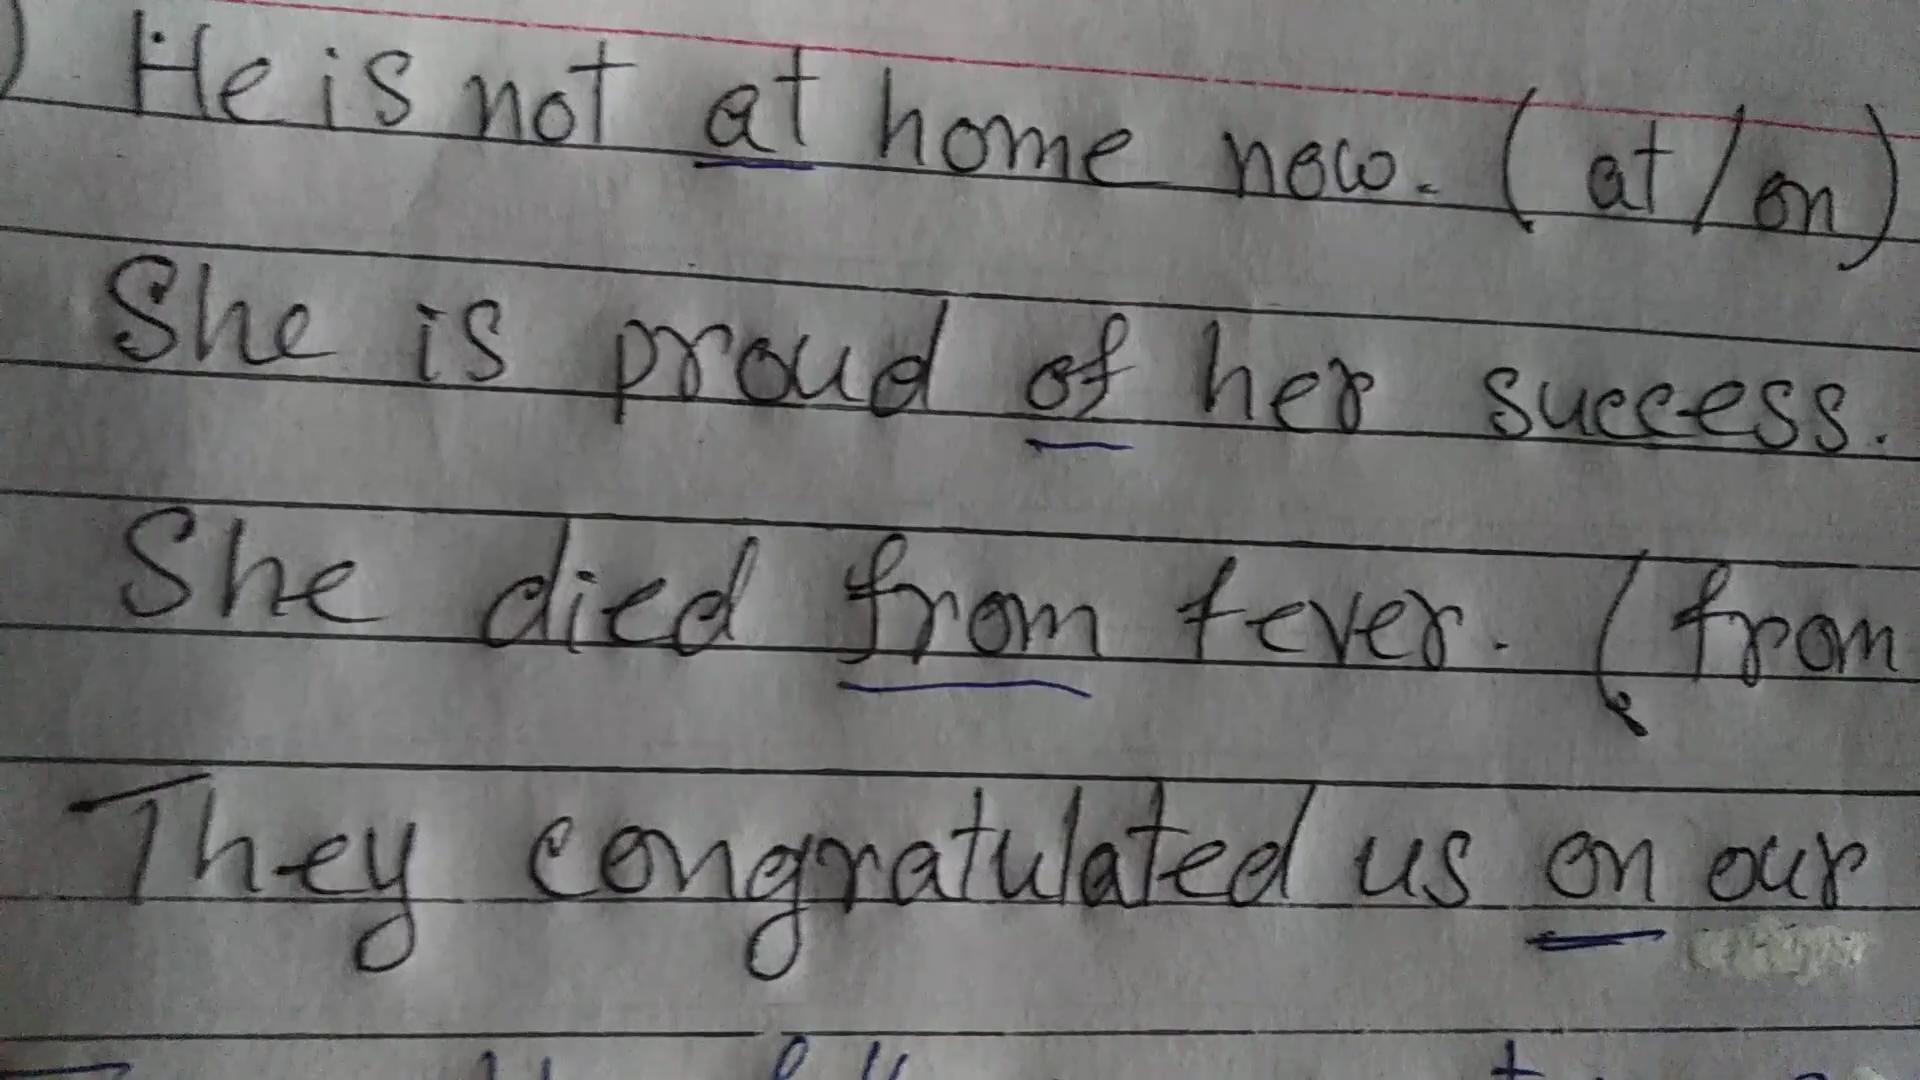 ) He is not at home now. (at/on)
She is proud of her success.
She died from fever. (from
They congratulated us on our